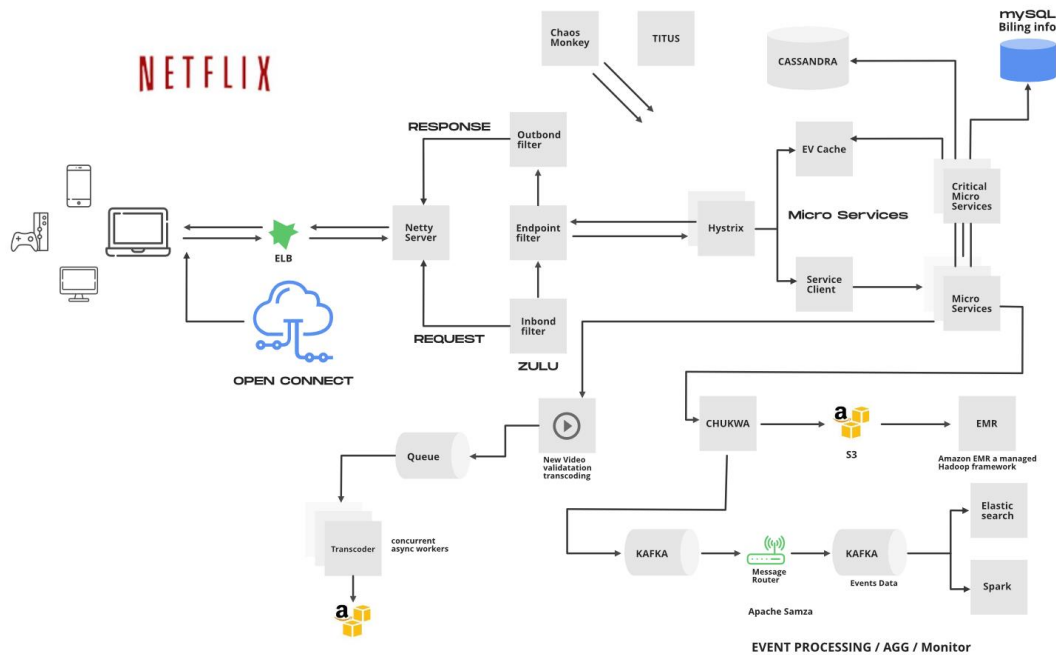 mySQL
Biling info
Chaos
Monkey
TITUS
CASSANDRA
NETFLIX
RESPONSE
Outbond
filter
EV Cache
Critical
Micro
Services
Netty
Server
Endpoint
filter
Hystrix
Micro Services
ELB
Service
Client
Micro
Services
Inbond
filter
REQUEST
ZULU
OPEN CONNECT
CHUKWA
a
S3
EMR
Amazon EMR a managed
Hadoop framework
Queue
New Video
validatation
transcoding
Elastic
search
Transcoder
concurrent
async workers
KAFKA
Message
Router
KAFKA
Events Data
Spark
a
Apache Samza
EVENT PROCESSING / AGG / Monitor